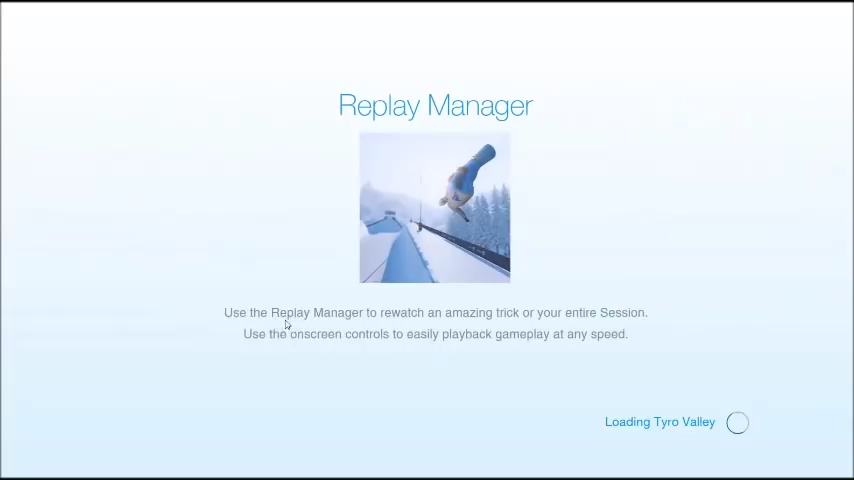 Replay Manager
Use the Replay Manager to rewatch an amazing trick or your entire Session.
Use the onscreen controls to easily playback gameplay at any speed.
Loading Tyro Valley